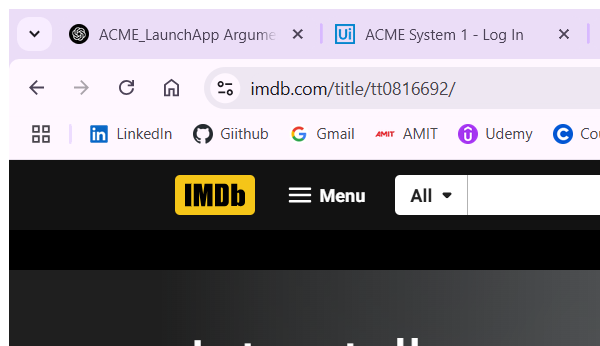 ACME_LaunchApp Argume
Ui ACME System 1 - Log In
imdb.com/title/tt0816692/
in LinkedIn Giithub G Gmail AMIT AMIT Udemy C Cou
IMDb Menu All